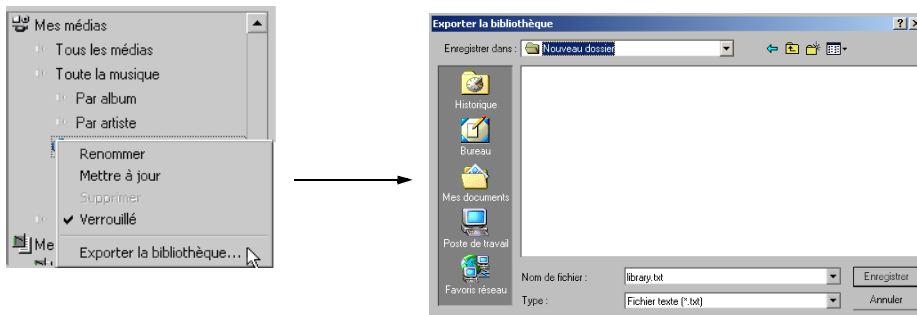 Mes médias
Tous les médias
Toute la musique
Par album
Par artiste
Renommer
Mettre à jour
Supprimer
Verrouillé
Me
Exporter la bibliothèque...
Exporter la bibliothèque
Enregistrer dans :
Nouveau dossier
Historique
Bureau
Mes documents
Poste de travail
Favoris réseau
Nom de fichier :
library.txt
Enregistrer
Type :
Fichier texte (*.txt)
Annuler